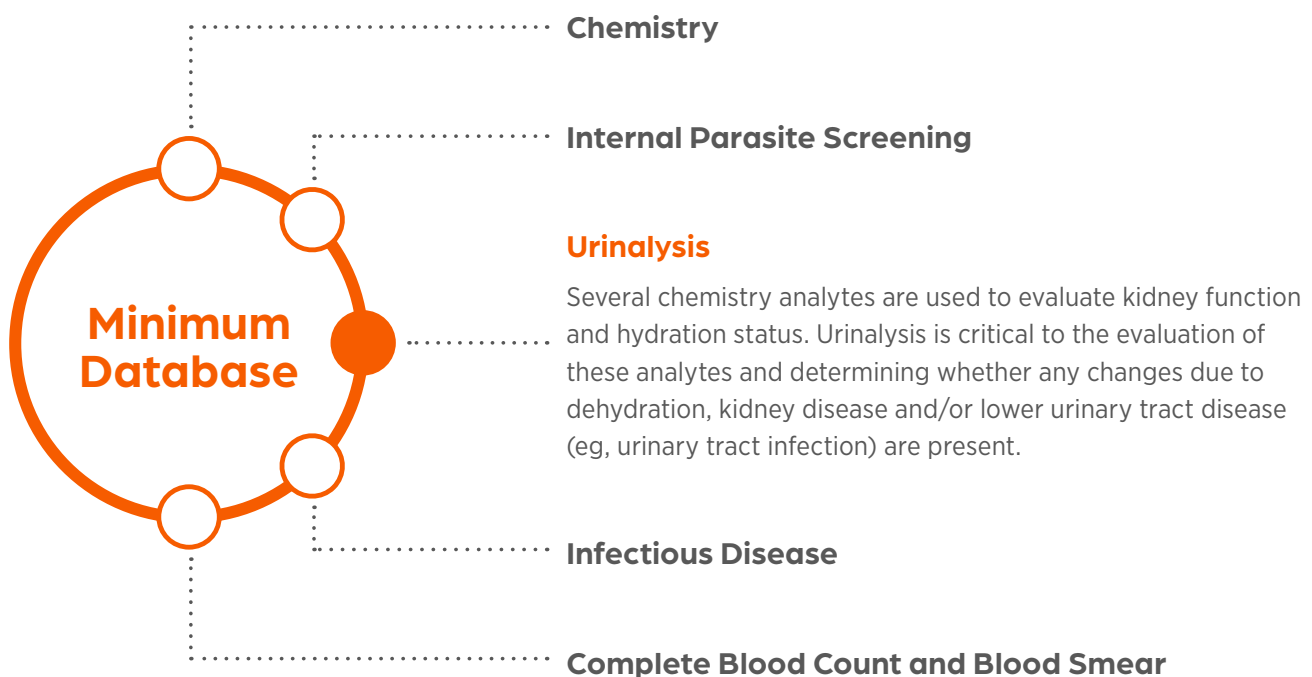 Chemistry
Internal Parasite Screening
Urinalysis
Several chemistry analytes are used to evaluate kidney function
and hydration status. Urinalysis is critical to the evaluation of
these analytes and determining whether any changes due to
dehydration, kidney disease and/or lower urinary tract disease
(eg, urinary tract infection) are present.
Minimum
Database
Infectious Disease
Complete Blood Count and Blood Smear